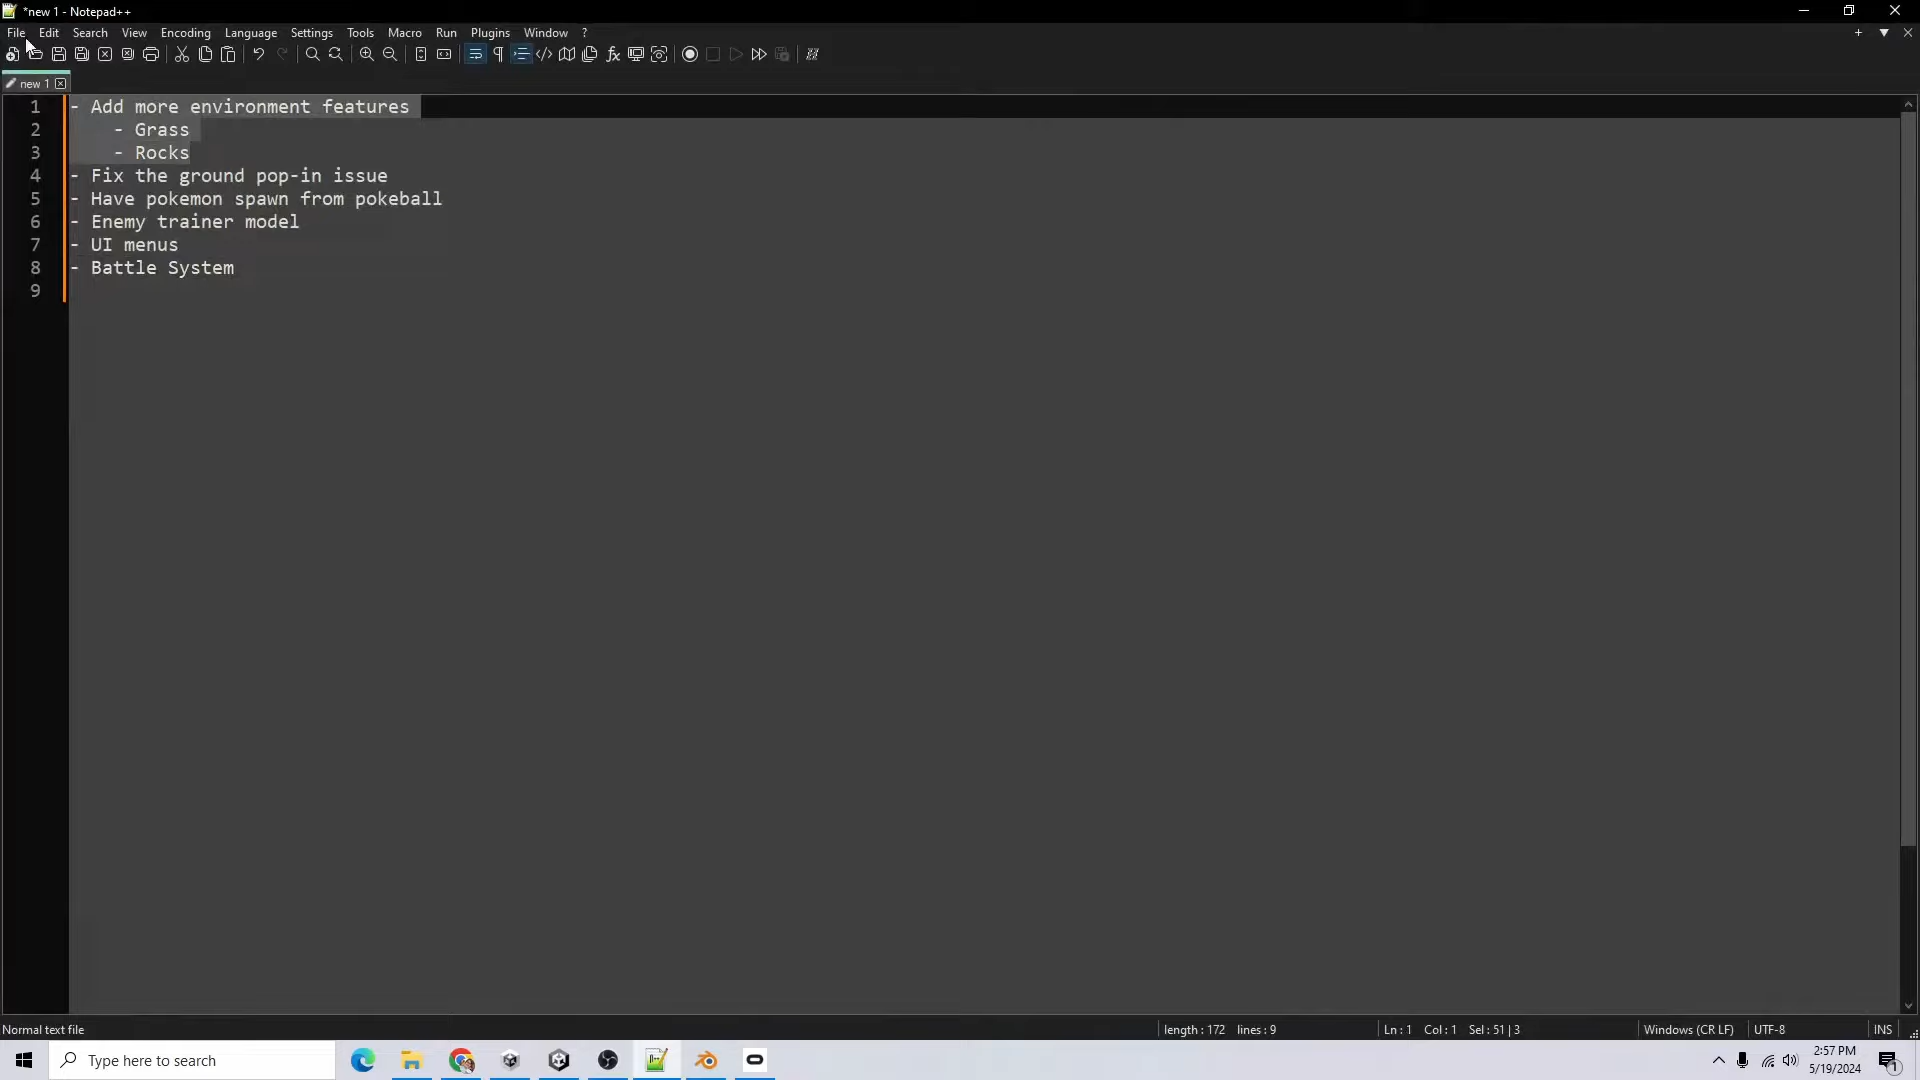 *new 1 - Notepad++
File Edit Search View Encoding Language Settings Tools Macro Run Plugins Window ?
new 1
1 - Add more environment features
2 - Grass
3 - Rocks
4 - Fix the ground pop-in issue
5 - Have pokemon spawn from pokeball
6 - Enemy trainer model
7 - UI menus
8 - Battle System
9
Normal text file length : 172 lines : 9 Ln : 1 Col : 1 Sel : 51 | 3 Windows (CR LF) UTF-8 INS
Type here to search
2:57 PM
5/19/2024
1